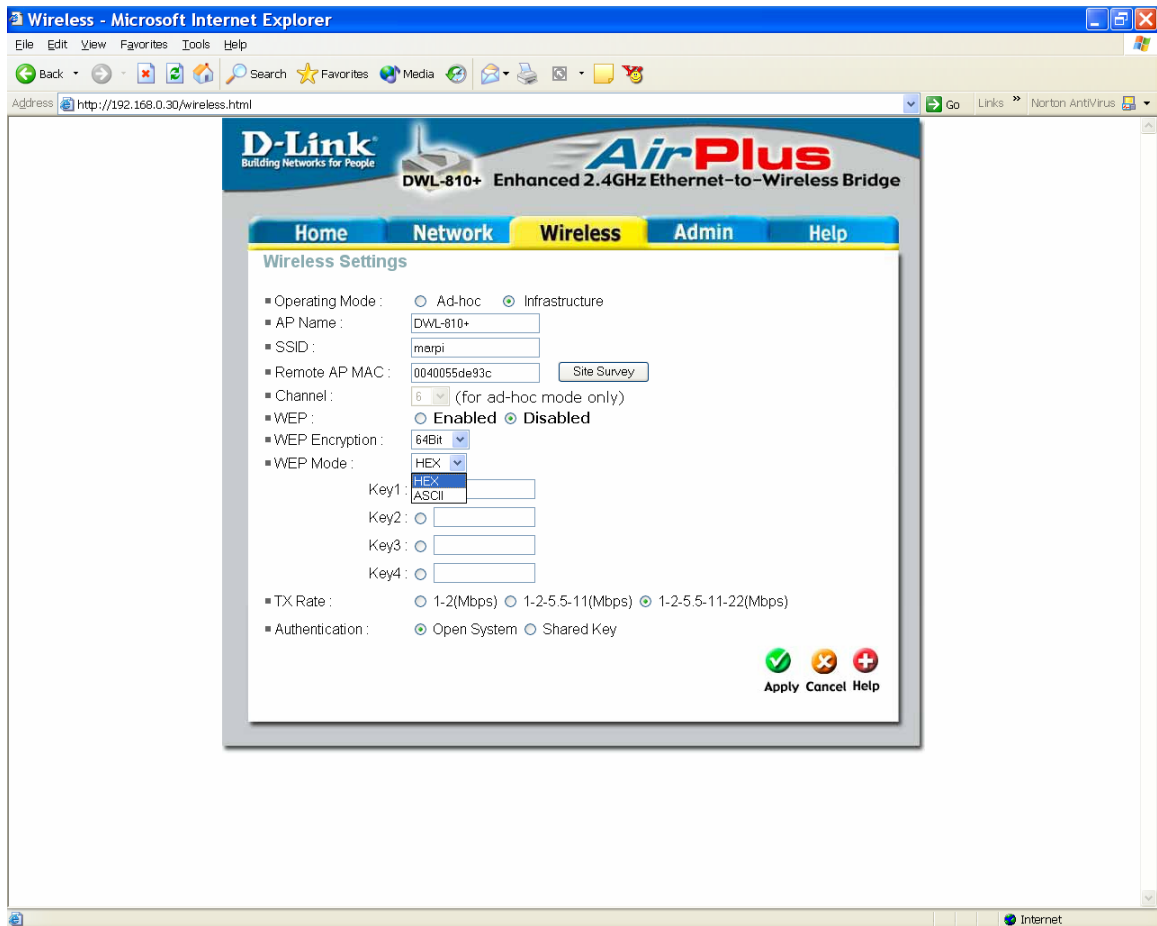 Wireless - Microsoft Internet Explorer
File Edit View Favorites Tools Help
Back Search Favorites Media
Address http://192.168.0.30/wireless.html Go Links » Norton AntiVirus
D-Link
Building Networks for People
AirPlus
DWL-810+ Enhanced 2.4GHz Ethernet-to-Wireless Bridge
Home Network Wireless Admin Help
Wireless Settings
Operating Mode : Ad-hoc Infrastructure
AP Name : DWL-810+
SSID : marpi
Remote AP MAC : 0040055de93c Site Survey
Channel : 6 (for ad-hoc mode only)
WEP : Enabled Disabled
WEP Encryption : 64Bit
WEP Mode : HEX
HEX
Key1 :
ASCII
Key2 :
Key3 :
Key4 :
TX Rate : 1-2(Mbps) 1-2-5.5-11(Mbps) 1-2-5.5-11-22(Mbps)
Authentication : Open System Shared Key
Apply Cancel Help
Internet